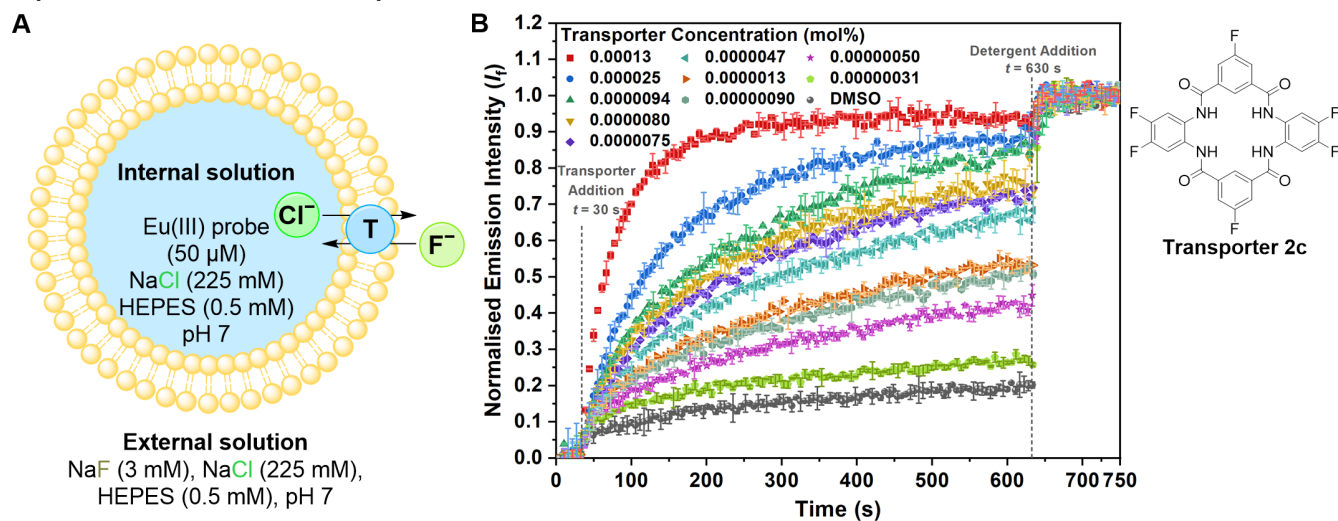 A
Internal solution
Eu(III) probe
(50 µM)
NaCl (225 mM)
HEPES (0.5 mM)
pH 7
Cl⁻
T
F⁻
External solution
NaF (3 mM), NaCl (225 mM),
HEPES (0.5 mM), pH 7
B
Normalised Emission Intensity (If)
1.2
1.1
1.0
0.9
0.8
0.7
0.6
0.5
0.4
0.3
0.2
0.1
0.0
Transporter Concentration (mol%)
0.00013 0.0000047 0.00000050
0.000025 0.0000013 0.00000031
0.0000094 0.00000090 DMSO
0.0000080
0.0000075
Transporter
Addition
t = 30 s
Detergent Addition
t = 630 s
0 100 200 300 400 500 600 700 750
Time (s)
F
O O
F NH HN F
F NH HN F
O O
F
Transporter 2c